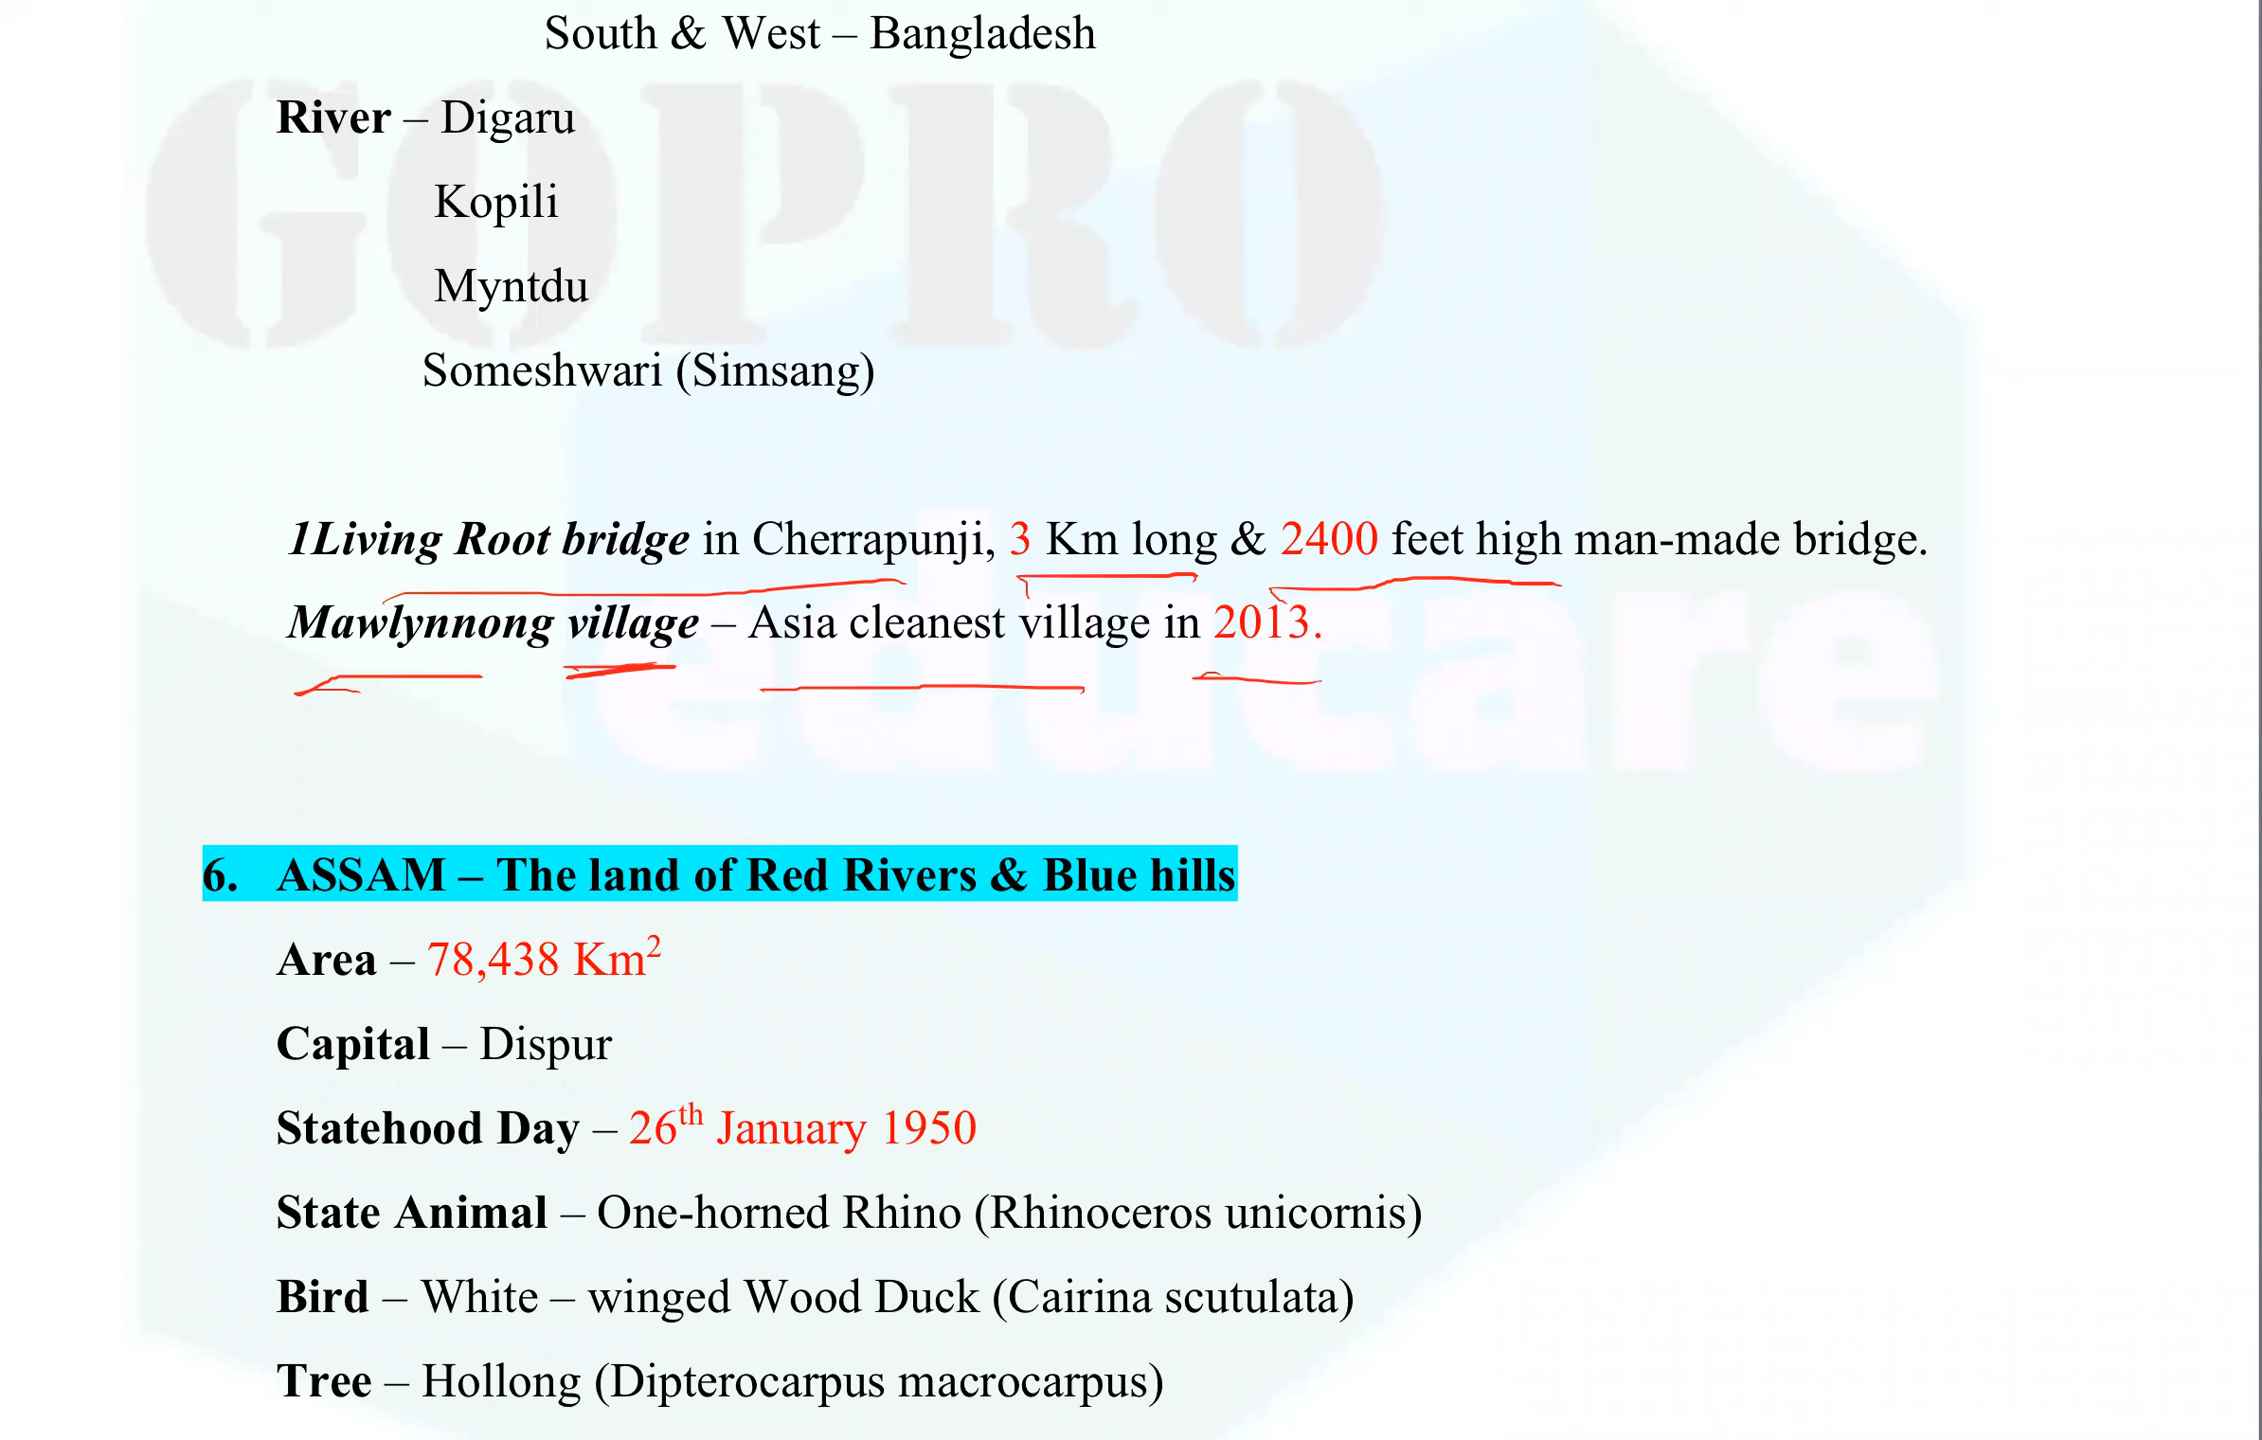 South & West – Bangladesh
River – Digaru
Kopili
Myntdu
Someshwari (Simsang)
1Living Root bridge in Cherrapunji, 3 Km long & 2400 feet high man-made bridge.
Mawlynnong village – Asia cleanest village in 2013.
6. ASSAM – The land of Red Rivers & Blue hills
Area – 78,438 Km²
Capital – Dispur
Statehood Day – 26th January 1950
State Animal – One-horned Rhino (Rhinoceros unicornis)
Bird – White – winged Wood Duck (Cairina scutulata)
Tree – Hollong (Dipterocarpus macrocarpus)
GOPRO
educare